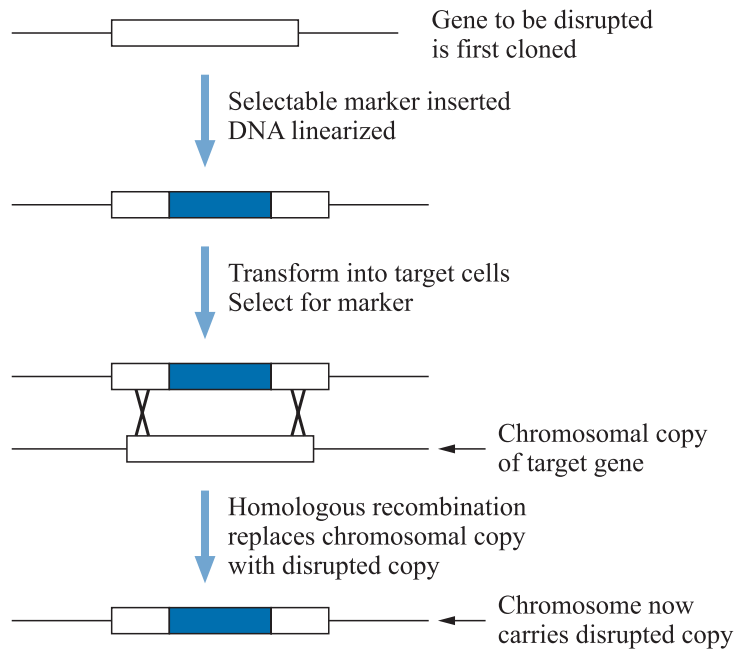 Gene to be disrupted
is first cloned
Selectable marker inserted
DNA linearized
Transform into target cells
Select for marker
Chromosomal copy
of target gene
Homologous recombination
replaces chromosomal copy
with disrupted copy
Chromosome now
carries disrupted copy